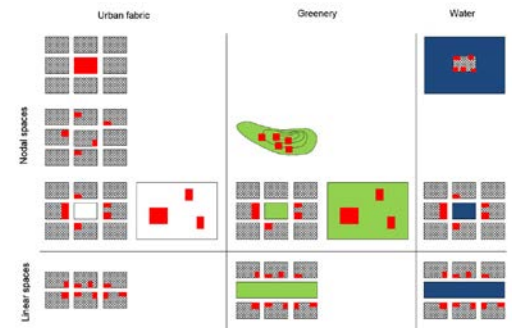 Urban fabric
Greenery
Water
Nodal spaces
Linear spaces